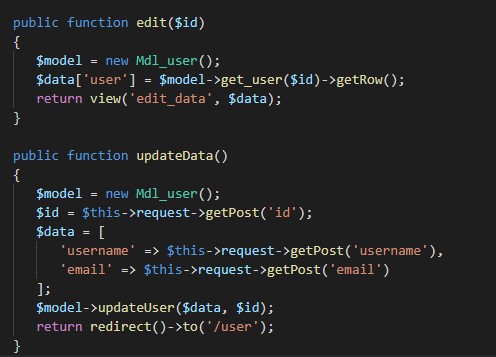 public function edit($id)
{
$model = new Mdl_user();
$data['user'] = $model->get_user($id)->getRow();
return view('edit_data', $data);
}
public function updateData()
{
$model = new Mdl_user();
$id = $this->request->getPost('id');
$data = [
'username' => $this->request->getPost('username'),
'email' => $this->request->getPost('email')
];
$model->updateUser($data, $id);
return redirect()->to('/user');
}